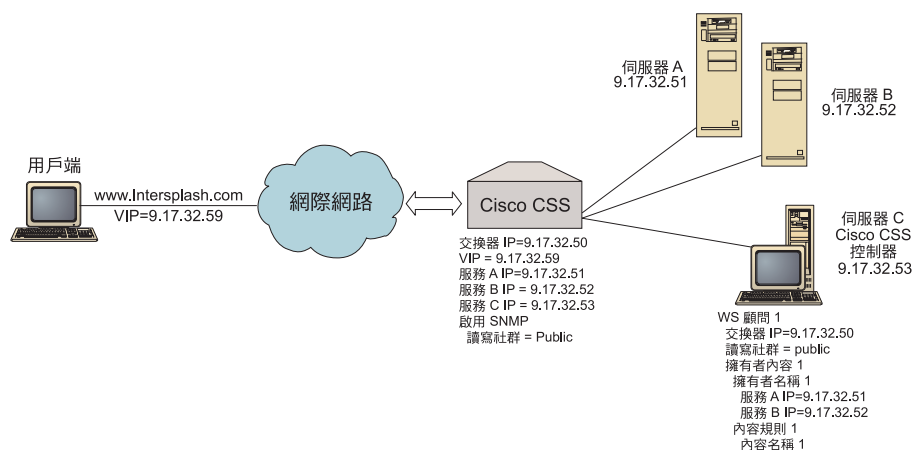 伺服器 A
9.17.32.51
伺服器 B
9.17.32.52
用戶端
www.Intersplash.com
VIP=9.17.32.59
網際網路
Cisco CSS
交換器 IP=9.17.32.50
VIP = 9.17.32.59
服務 A IP=9.17.32.51
服務 B IP = 9.17.32.52
服務 C IP = 9.17.32.53
啟用 SNMP
讀寫社群 = Public
伺服器 C
Cisco CSS
控制器
9.17.32.53
WS 顧問 1
交換器 IP=9.17.32.50
讀寫社群 = public
擁有者內容 1
擁有者名稱 1
服務 A IP=9.17.32.51
服務 B IP=9.17.32.52
內容規則 1
內容名稱 1